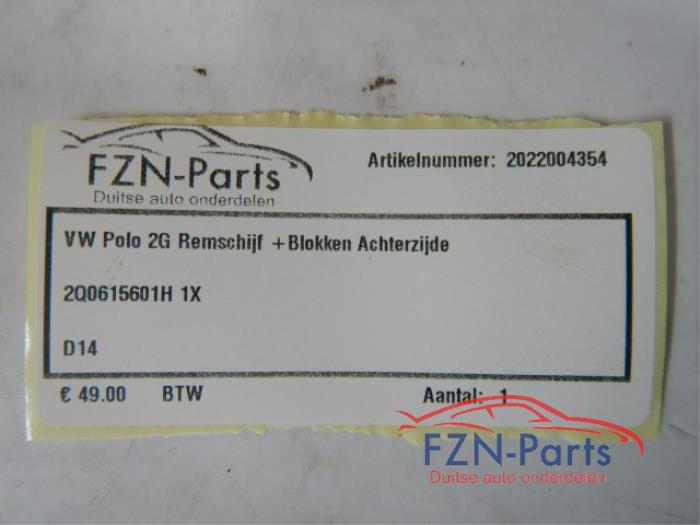 FZN-Parts
Duitse auto onderdelen
Artikelnummer: 2022004354
VW Polo 2G Remschijf +Blokken Achterzijde
2Q0615601H 1X
D14
€ 49.00 BTW Aantal: 1
FZN-Parts
Duitse auto onderdelen